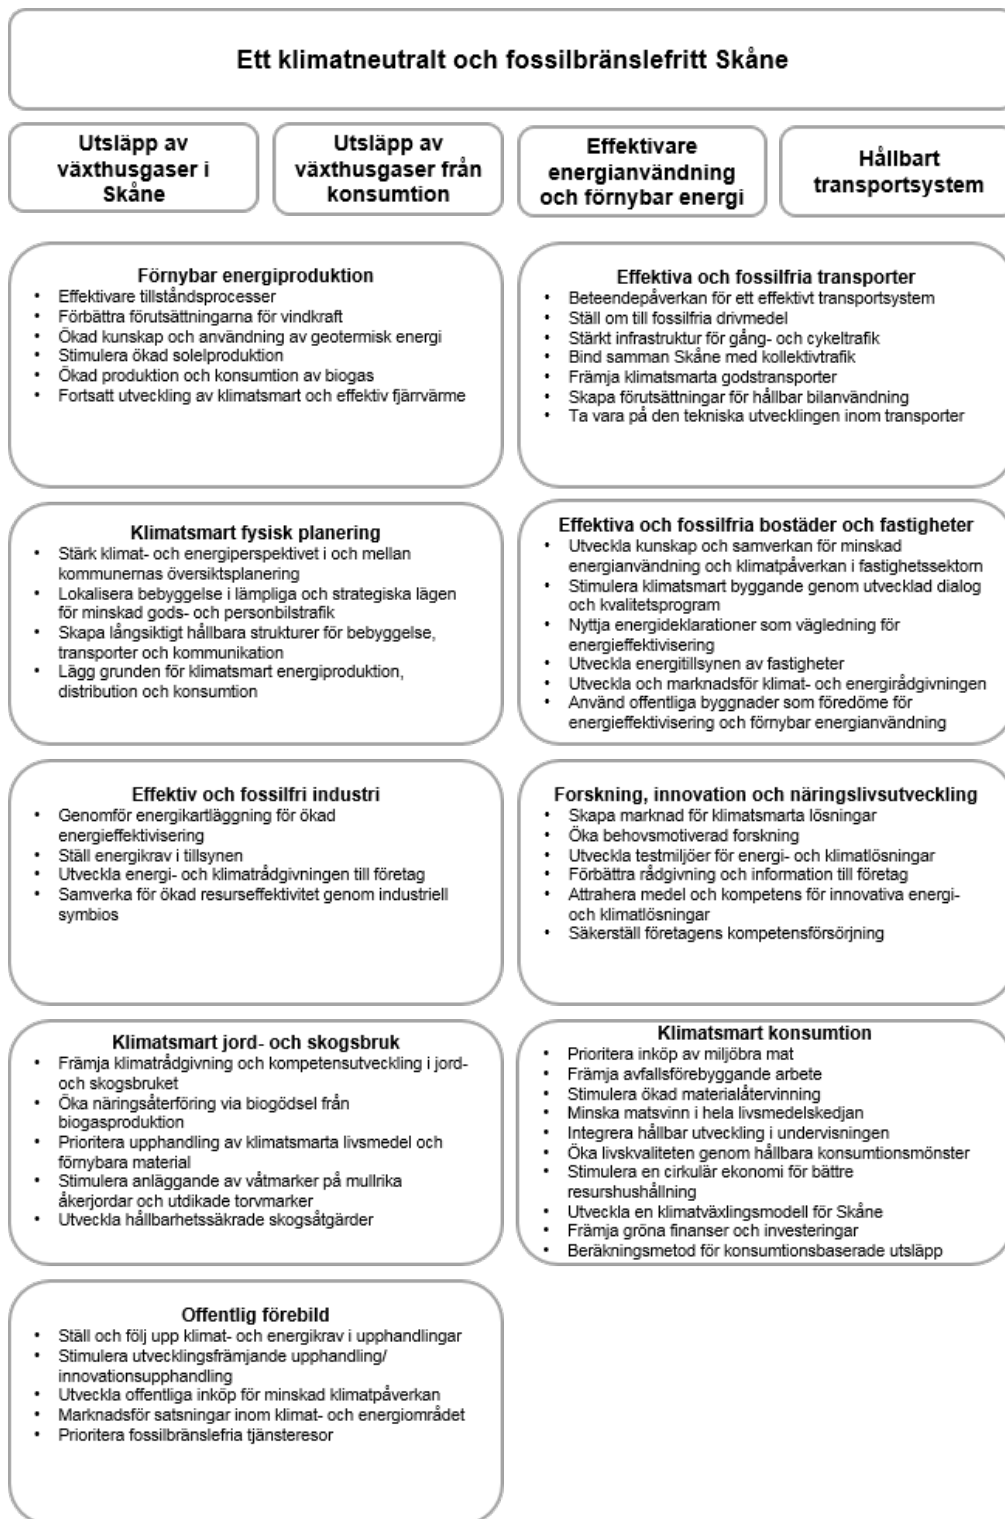 Ett klimatneutralt och fossilbränslefritt Skåne
Utsläpp av
växthusgaser i
Skåne
Utsläpp av
växthusgaser från
konsumtion
Effektivare
energianvändning
och förnybar energi
Hållbart
transportsystem
Förnybar energiproduktion
• Effektivare tillståndsprocesser
• Förbättra förutsättningarna för vindkraft
• Ökad kunskap och användning av geotermisk energi
• Stimulera ökad solelproduktion
• Ökad produktion och konsumtion av biogas
• Fortsatt utveckling av klimatsmart och effektiv fjärrvärme
Effektiva och fossilfria transporter
• Beteendepåverkan för ett effektivt transportsystem
• Ställ om till fossilfria drivmedel
• Stärkt infrastruktur för gång- och cykeltrafik
• Bind samman Skåne med kollektivtrafik
• Främja klimatsmarta godstransporter
• Skapa förutsättningar för hållbar bilanvändning
• Ta vara på den tekniska utvecklingen inom transporter
Klimatsmart fysisk planering
• Stärk klimat- och energiperspektivet i och mellan
kommunernas översiktsplanering
• Lokalisera bebyggelse i lämpliga och strategiska lägen
för minskad gods- och personbilstrafik
• Skapa långsiktigt hållbara strukturer för bebyggelse,
transporter och kommunikation
• Lägg grunden för klimatsmart energiproduktion,
distribution och konsumtion
Effektiva och fossilfria bostäder och fastigheter
• Utveckla kunskap och samverkan för minskad
energianvändning och klimatpåverkan i fastighetssektorn
• Stimulera klimatsmart byggande genom utvecklad dialog
och kvalitetsprogram
• Nyttja energideklarationer som vägledning för
energieffektivisering
• Utveckla energitillsynen av fastigheter
• Utveckla och marknadsför klimat- och energirådgivningen
• Använd offentliga byggnader som föredöme för
energieffektivisering och förnybar energianvändning
Effektiv och fossilfri industri
• Genomför energikartläggning för ökad
energieffektivisering
• Ställ energikrav i tillsynen
• Utveckla energi- och klimatrådgivningen till företag
• Samverka för ökad resurseffektivitet genom industriell
symbios
Forskning, innovation och näringslivsutveckling
• Skapa marknad för klimatsmarta lösningar
• Öka behovsmotiverad forskning
• Utveckla testmiljöer för energi- och klimatlösningar
• Förbättra rådgivning och information till företag
• Attrahera medel och kompetens för innovativa energi-
och klimatlösningar
• Säkerställ företagens kompetensförsörjning
Klimatsmart jord- och skogsbruk
• Främja klimatrådgivning och kompetensutveckling i jord-
och skogsbruket
• Öka näringsåterföring via biogödsel från
biogasproduktion
• Prioritera upphandling av klimatsmarta livsmedel och
förnybara material
• Stimulera anläggande av våtmarker på mullrika
åkerjordar och utdikade torvmarker
• Utveckla hållbarhetssäkrade skogsåtgärder
Klimatsmart konsumtion
• Prioritera inköp av miljöbra mat
• Främja avfallsförebyggande arbete
• Stimulera ökad materialåtervinning
• Minska matsvinn i hela livsmedelskedjan
• Integrera hållbar utveckling i undervisningen
• Öka livskvaliteten genom hållbara konsumtionsmönster
• Stimulera en cirkulär ekonomi för bättre
resurshushållning
• Utveckla en klimatväxlingsmodell för Skåne
• Främja gröna finanser och investeringar
• Beräkningsmetod för konsumtionsbaserade utsläpp
Offentlig förebild
• Ställ och följ upp klimat- och energikrav i upphandlingar
• Stimulera utvecklingsfrämjande upphandling/
innovationsupphandling
• Utveckla offentliga inköp för minskad klimatpåverkan
• Marknadsför satsningar inom klimat- och energiområdet
• Prioritera fossilbränslefria tjänsteresor